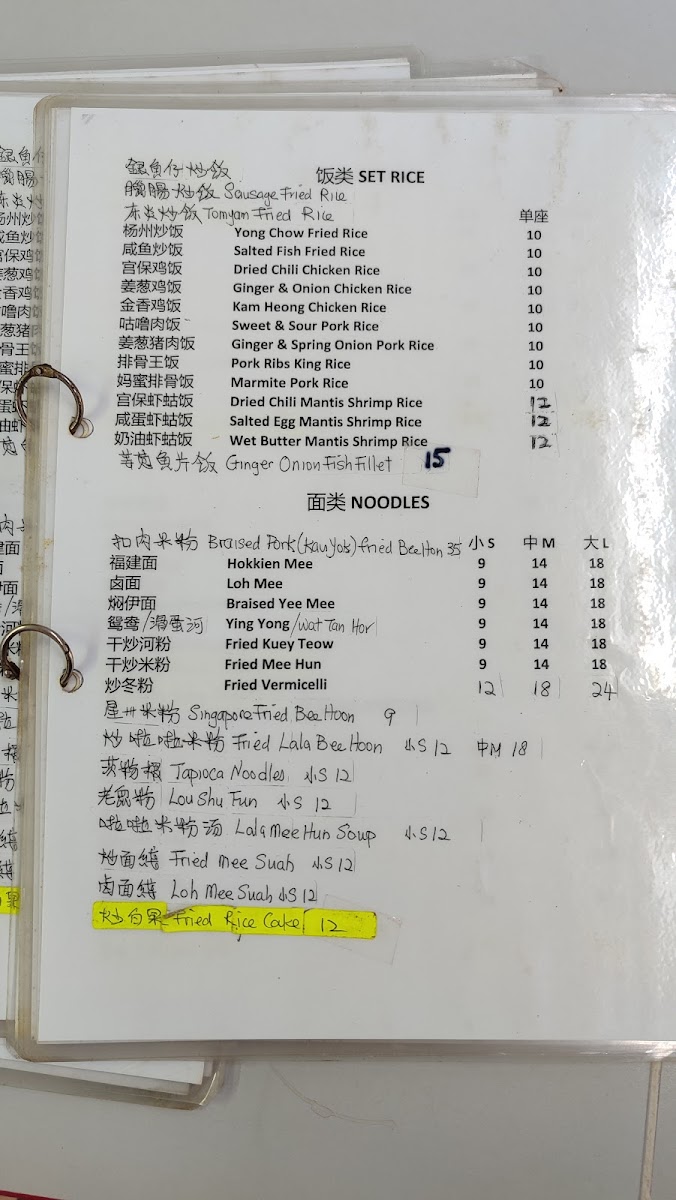 银鱼仔炒饭
饭类 SET RICE
腊腸炒饭 Sausage Fried Rice
东炎炒饭 Tomyam Fried Rice 单座
杨州炒饭 Yong Chow Fried Rice 10
咸鱼炒饭 Salted Fish Fried Rice 10
宫保鸡饭 Dried Chili Chicken Rice 10
姜葱鸡饭 Ginger & Onion Chicken Rice 10
金香鸡饭 Kam Heong Chicken Rice 10
咕噜肉饭 Sweet & Sour Pork Rice 10
姜葱猪肉饭 Ginger & Spring Onion Pork Rice 10
排骨王饭 Pork Ribs King Rice 10
妈蜜排骨饭 Marmite Pork Rice 10
宫保虾蛄饭 Dried Chili Mantis Shrimp Rice 12
咸蛋虾蛄饭 Salted Egg Mantis Shrimp Rice 12
奶油虾蛄饭 Wet Butter Mantis Shrimp Rice 12
魚片饭 Ginger Onion Fish Fillet 15
面类 NOODLES
扣肉米粉 Braised Pork (Kau Yok) fried Bee Hon 35 小 S 中 M 大 L
福建面 Hokkien Mee 9 14 18
卤面 Loh Mee 9 14 18
焖伊面 Braised Yee Mee 9 14 18
鸳鸯/滑蛋河 Ying Yong/Wat Tan Hor 9 14 18
干炒河粉 Fried Kuey Teow 9 14 18
干炒米粉 Fried Mee Hun 9 14 18
炒冬粉 Fried Vermicelli 12 18 24
星州米粉 Singapore Fried Bee Hoon 9
炒啦啦米粉 Fried Lala Bee Hoon 小S 12 中M 18
茨粉 Tapioca Noodles 小S 12
老鼠粉 Lou Shu Fun 小S 12
啦啦米粉汤 Lala Mee Hun Soup 小S 12
炒面 Fried Mee Suah 小S 12
卤面 Loh Mee Suah 小S 12
炒白果 Fried Rice Cake 12